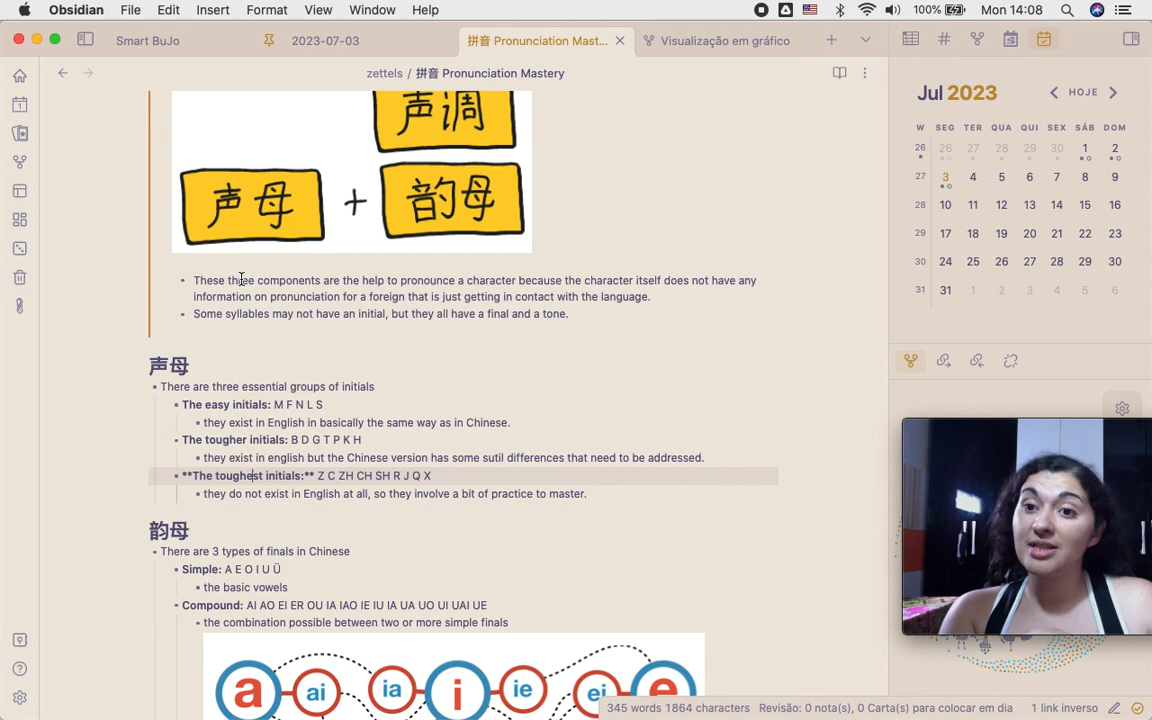 Obsidian File Edit Insert Format View Window Help 100% Mon 14:08
Smart BuJo 2023-07-03 拼音 Pronunciation Mast... Visualização em gráfico
zettels / 拼音 Pronunciation Mastery
声调
声母 + 韵母
These three components are the help to pronounce a character because the character itself does not have any
information on pronunciation for a foreign that is just getting in contact with the language.
Some syllables may not have an initial, but they all have a final and a tone.
声母
There are three essential groups of initials
The easy initials: M F N L S
they exist in English in basically the same way as in Chinese.
The tougher initials: B D G T P K H
they exist in english but the Chinese version has some sutil differences that need to be addressed.
**The toughest initials:** Z C ZH CH SH R J Q X
they do not exist in English at all, so they involve a bit of practice to master.
韵母
There are 3 types of finals in Chinese
Simple: A E O I U Ü
the basic vowels
Compound: AI AO EI ER OU IA IAO IE IU IA UA UO UI UAI UE
the combination possible between two or more simple finals
a ai ia i ie ei e
Jul 2023 HOJE
W SEG TER QUA QUI SEX SÁB DOM
26 26 27 28 29 30 1 2
27 3 4 5 6 7 8 9
28 10 11 12 13 14 15 16
29 17 18 19 20 21 22 23
30 24 25 26 27 28 29 30
31 31 1 2 3 4 5 6
345 words 1864 characters Revisão: 0 nota(s), 0 Carta(s) para colocar em dia 1 link inverso